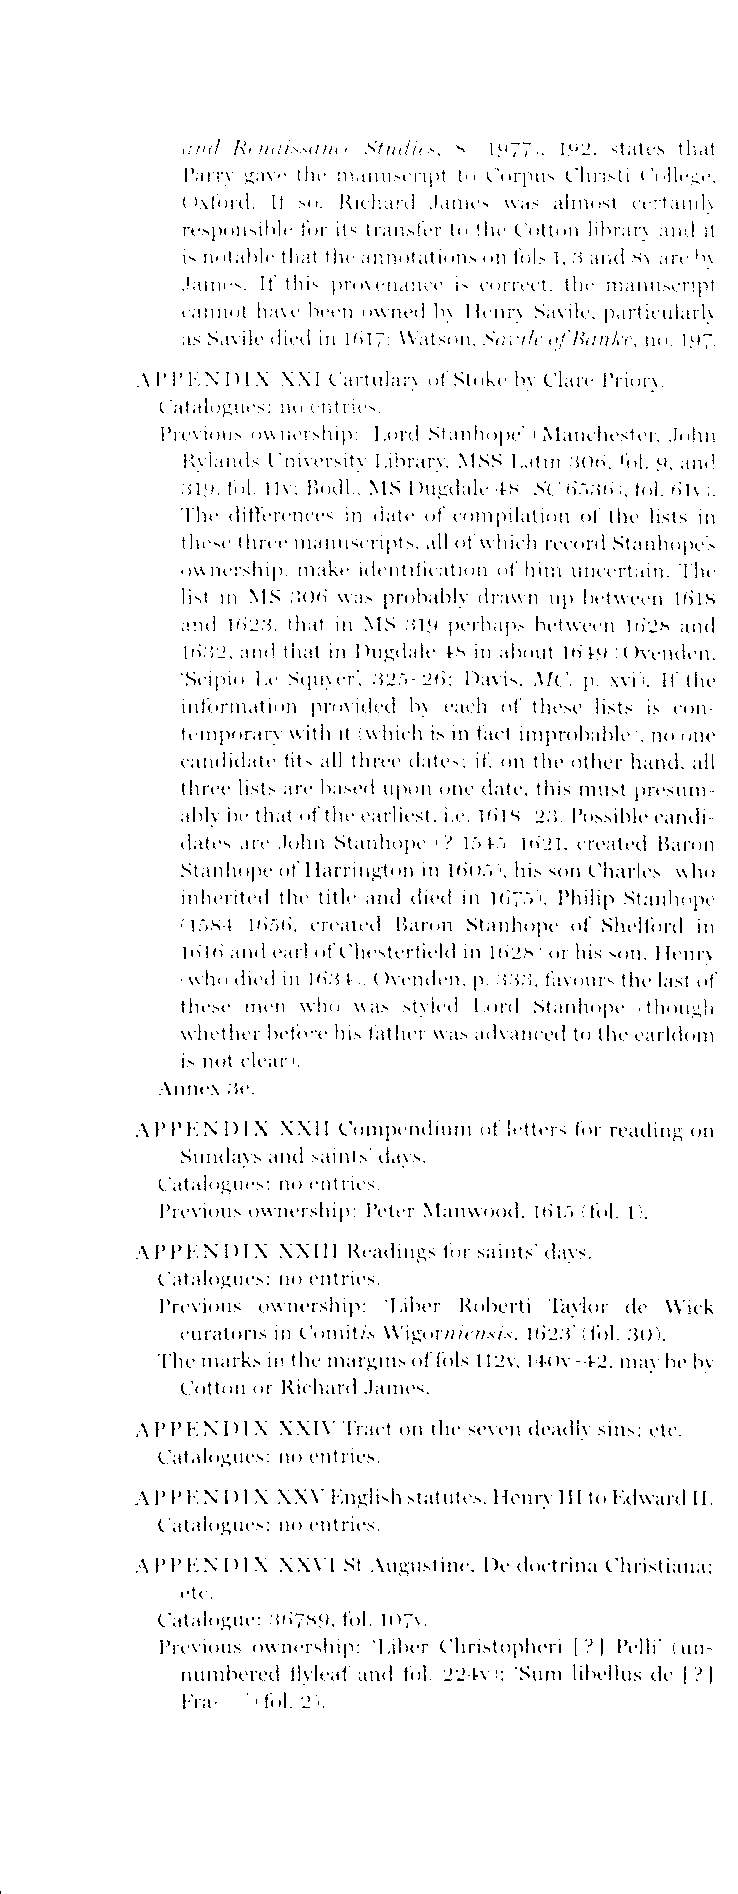 and Renaissance Studies, 8 (1977), 192, states that
Parry gave the manuscript to Corpus Christi College,
Oxford. If so, Richard James was almost certainly
responsible for its transfer to the Cotton library and it
is notable that the annotations on fols 1, 3 and 8v are by
James. If this provenance is correct, the manuscript
cannot have been owned by Henry Savile, particularly
as Savile died in 1617: Watson, Savile of Banke, no. 197.
APPENDIX XXI Cartulary of Stoke by Clare Priory.
Catalogues: no entries.
Previous ownership: 'Lord Stanhope' (Manchester, John
Rylands University Library, MSS Latin 306, fol. 9, and
319, fol. 11v; Bodl., MS Dugdale 48 (SC 6536), fol. 61v).
The differences in date of compilation of the lists in
these three manuscripts, all of which record Stanhope's
ownership, make identification of him uncertain. The
list in MS 306 was probably drawn up between 1618
and 1623, that in MS 319 perhaps between 1628 and
1632, and that in Dugdale 48 in about 1649 (Ovenden,
'Scipio Le Squyer', 325-26; Davis, MC, p. xvi). If the
information provided by each of these lists is con-
temporary with it (which is in fact improbable), no one
candidate fits all three dates; if, on the other hand, all
three lists are based upon one date, this must presum-
ably be that of the earliest, i.e. 1618-23. Possible candi-
dates are John Stanhope (? 1545-1621, created Baron
Stanhope of Harrington in 1605), his son Charles (who
inherited the title and died in 1675), Philip Stanhope
(1584-1656, created Baron Stanhope of Shelford in
1616 and earl of Chesterfield in 1628) or his son, Henry
(who died in 1634). Ovenden, p. 333, favours the last of
these men who was styled Lord Stanhope (though
whether before his father was advanced to the earldom
is not clear).
Annex 3e.
APPENDIX XXII Compendium of letters for reading on
Sundays and saints' days.
Catalogues: no entries.
Previous ownership: Peter Manwood, 1615 (fol. 1).
APPENDIX XXIII Readings for saints' days.
Catalogues: no entries.
Previous ownership: 'Liber Roberti Taylor de Wick
curatoris in Comitis Wigorniensis, 1623' (fol. 30).
The marks in the margins of fols 112v, 140v-42, may be by
Cotton or Richard James.
APPENDIX XXIV Tract on the seven deadly sins; etc.
Catalogues: no entries.
APPENDIX XXV English statutes, Henry III to Edward II.
Catalogues: no entries.
APPENDIX XXVI St Augustine, De doctrina Christiana;
etc.
Catalogue: 36789, fol. 107v.
Previous ownership: 'Liber Christopheri [?] Pelli' (un-
numbered flyleaf and fol. 224v); 'Sum libellus de [?]
Fra- –' (fol. 2).